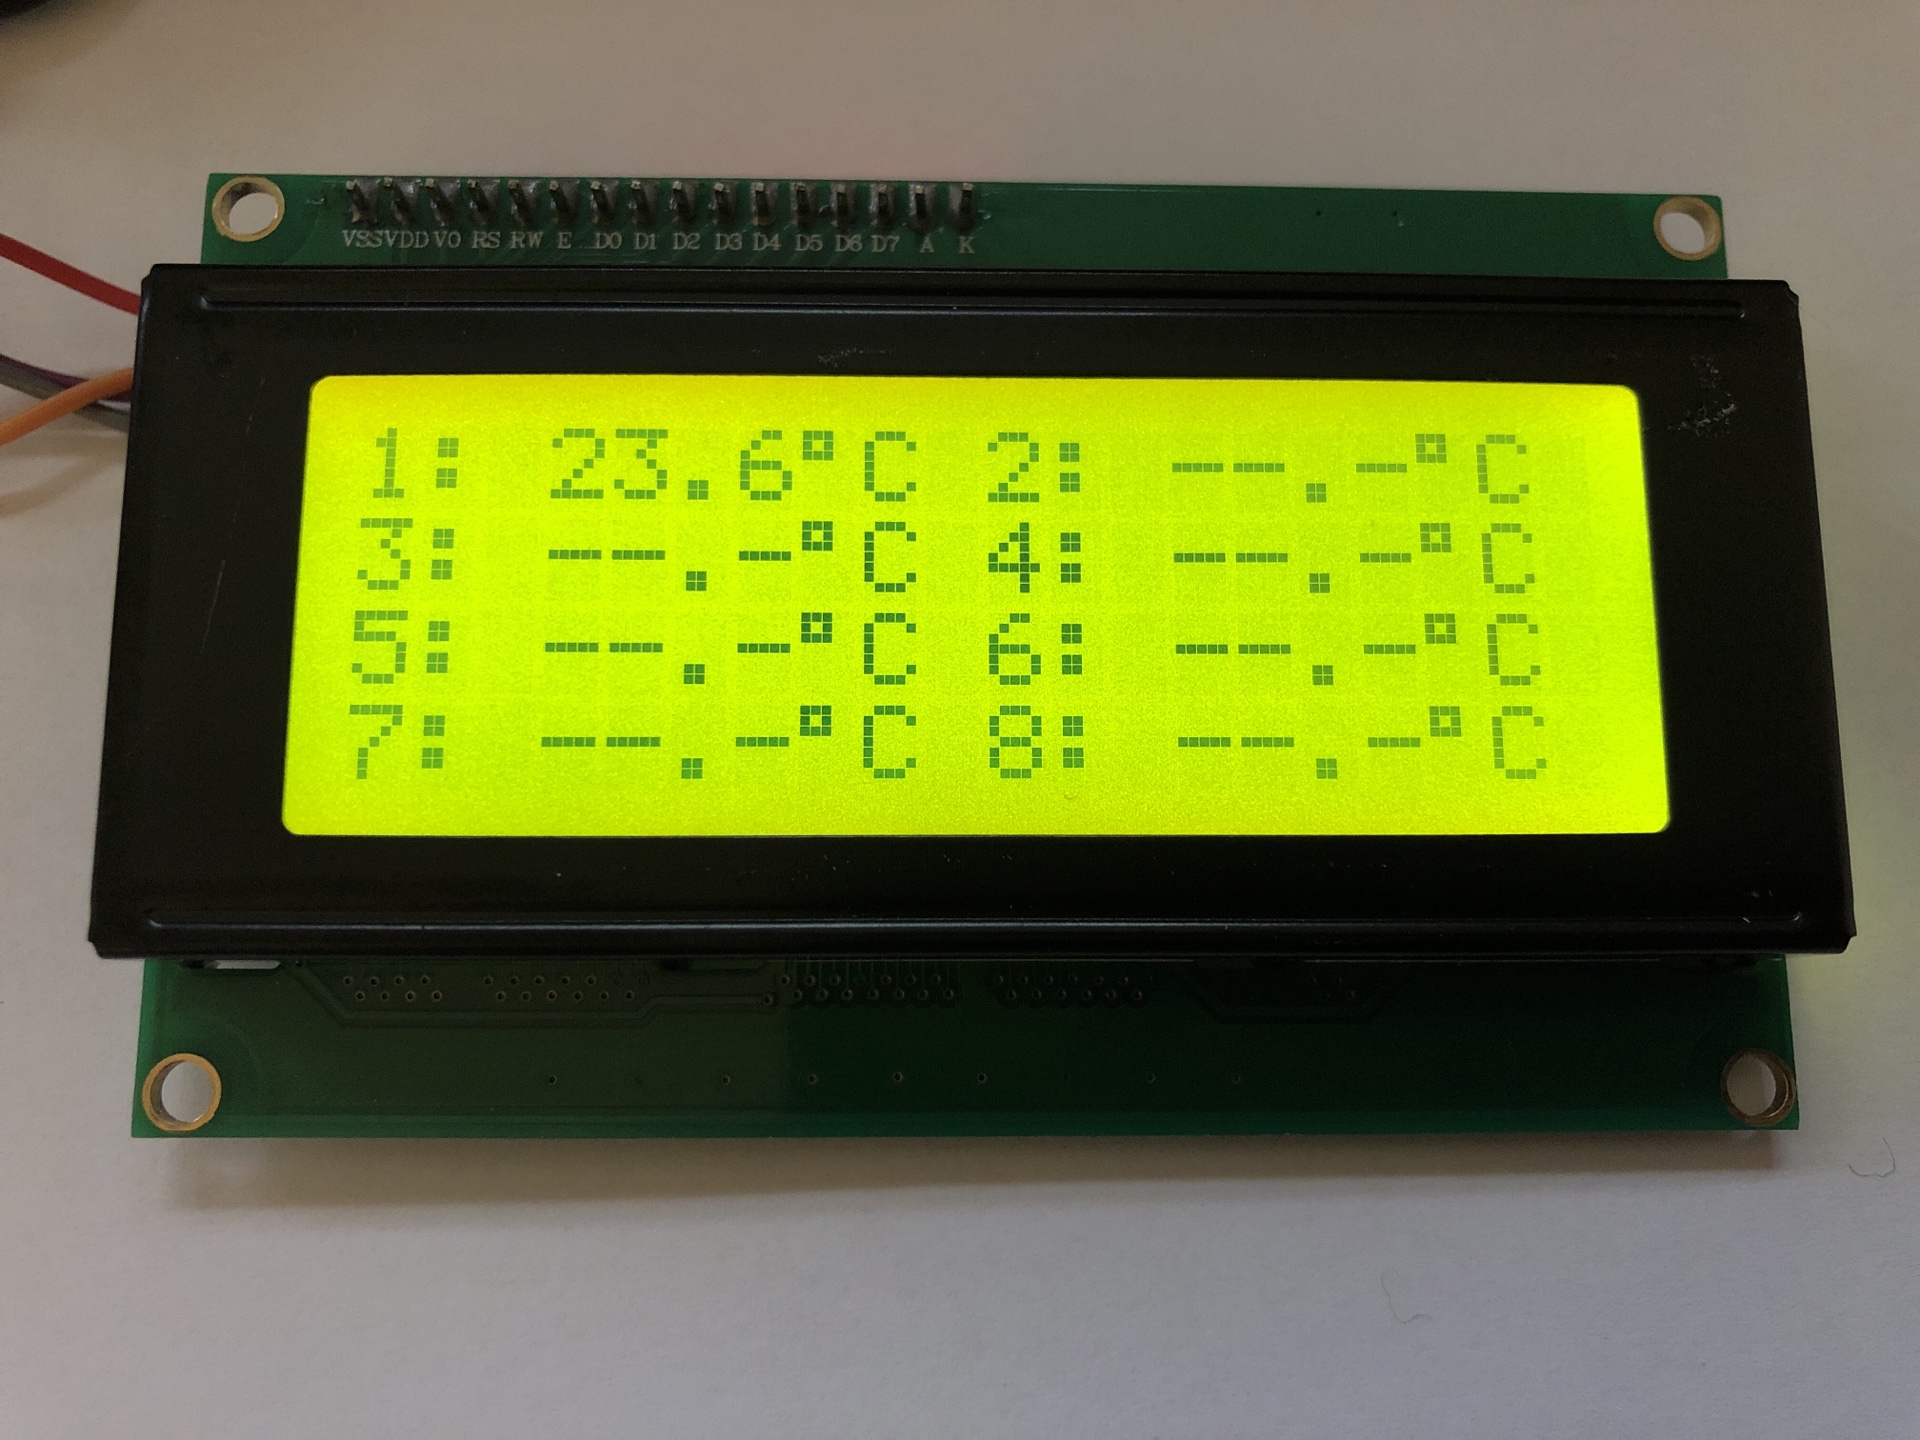 VSS VDD V0 RS RW E D0 D1 D2 D3 D4 D5 D6 D7 A K
1: 23.6°C 2: --.-°C
3: --.-°C 4: --.-°C
5: --.-°C 6: --.-°C
7: --.-°C 8: --.-°C